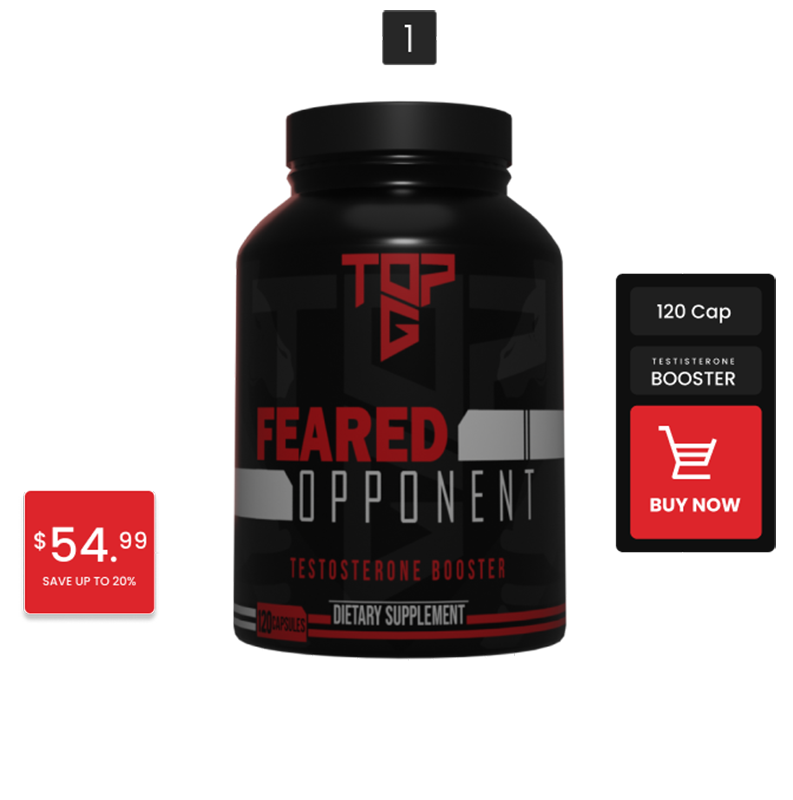 1
TOP
G
FEARED
OPPONENT
TESTOSTERONE BOOSTER
120 CAPSULES
DIETARY SUPPLEMENT
$54.99
SAVE UP TO 20%
120 Cap
TESTISTERONE
BOOSTER
BUY NOW